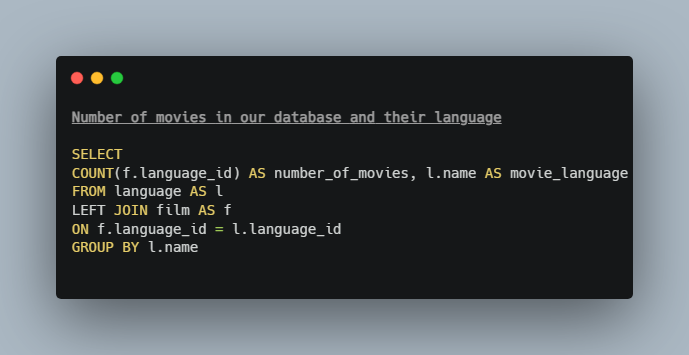 Number of movies in our database and their language
SELECT
COUNT(f.language_id) AS number_of_movies, l.name AS movie_language
FROM language AS l
LEFT JOIN film AS f
ON f.language_id = l.language_id
GROUP BY l.name